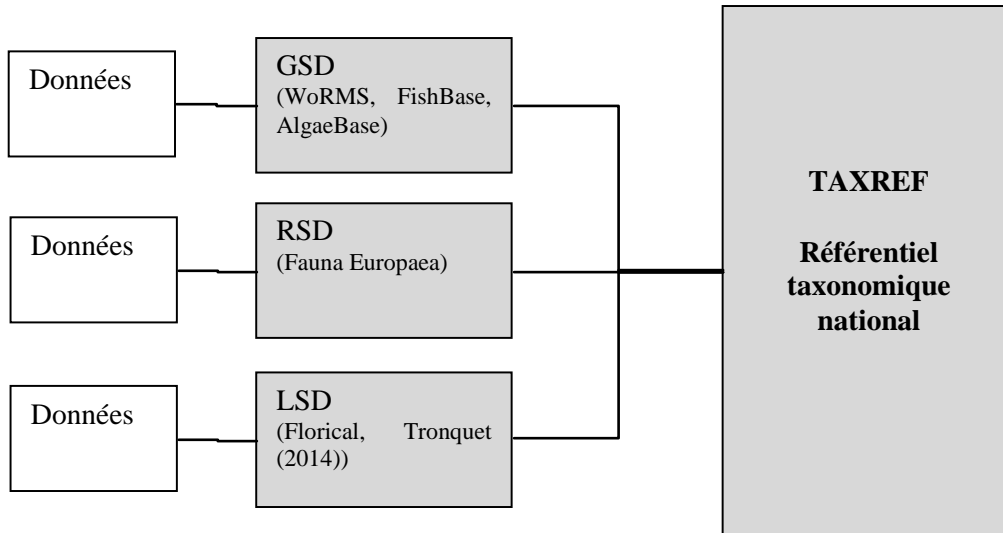 Données
GSD
(WoRMS, FishBase,
AlgaeBase)
Données
RSD
(Fauna Europaea)
Données
LSD
(Florical, Tronquet
(2014))
TAXREF
Référentiel
taxonomique
national